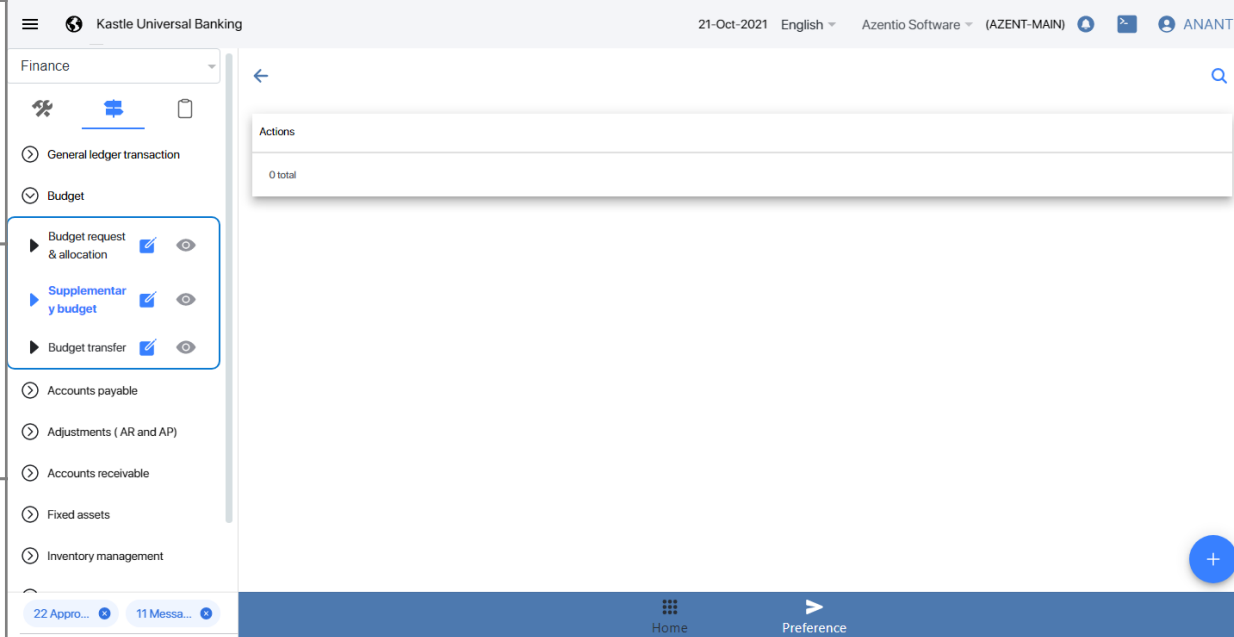 Kastle Universal Banking
21-Oct-2021 English Azentio Software (AZENT-MAIN) ANANT
Finance
General ledger transaction
Budget
Budget request
& allocation
Supplementar
y budget
Budget transfer
Accounts payable
Adjustments ( AR and AP)
Accounts receivable
Fixed assets
Inventory management
22 Appro... 11 Messa...
Actions
0 total
Home Preference